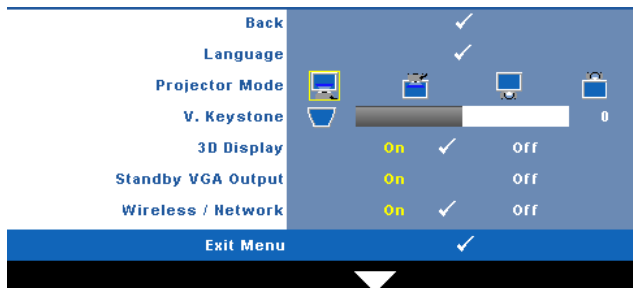 Back
Language
Projector Mode
V. Keystone 0
3D Display On Off
Standby VGA Output On Off
Wireless / Network On Off
Exit Menu